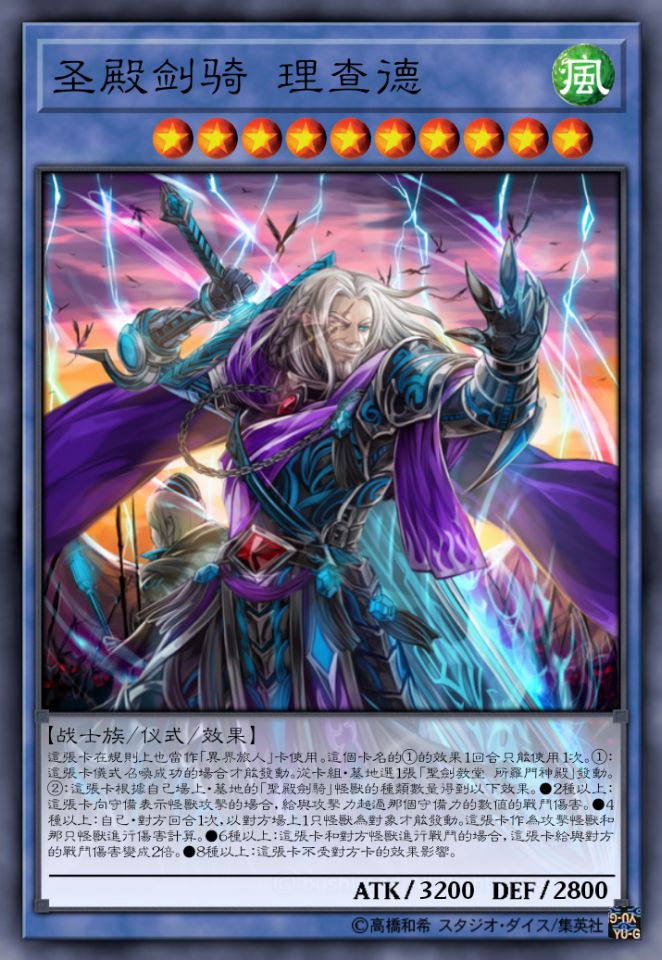 圣殿剑骑 理查德
風
【战士族/仪式/效果】
這張卡在規則上也當作「異界旅人」卡使用。這個卡名的①的效果1回合只能使用1次。①:
這張卡儀式召喚成功的場合才能發動。從卡組·墓地選1張「聖劍教堂 所羅門神殿」發動。
②:這張卡根據自己場上·墓地的「聖殿劍騎」怪獸的種類數量得到以下效果。●2種以上:
這張卡向守備表示怪獸攻擊的場合,給與攻擊力超過那個守備力的數值的戰鬥傷害。●4
種以上:自己·對方回合1次,以對方場上1只怪獸為對象才能發動。這張卡作為攻擊怪獸和
那只怪獸進行傷害計算。●6種以上:這張卡和對方怪獸進行戰鬥的場合,這張卡給與對方
的戰鬥傷害變成2倍。●8種以上:這張卡不受對方卡的效果影響。
ATK/3200 DEF/2800
©高橋和希 スタジオ・ダイス/集英社